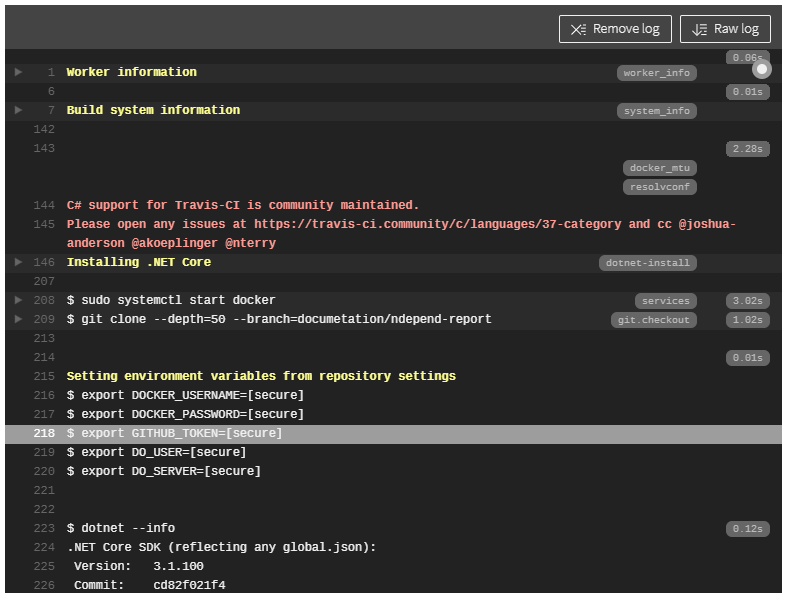 Remove log Raw log
0.06s
1 Worker information worker_info
6 0.01s
7 Build system information system_info
142
143 2.28s
docker_mtu
resolvconf
144 C# support for Travis-CI is community maintained.
145 Please open any issues at https://travis-ci.community/c/languages/37-category and cc @joshua-
anderson @akoeplinger @nterry
146 Installing .NET Core dotnet-install
207
208 $ sudo systemctl start docker services 3.02s
209 $ git clone --depth=50 --branch=documetation/ndepend-report git.checkout 1.02s
213
214 0.01s
215 Setting environment variables from repository settings
216 $ export DOCKER_USERNAME=[secure]
217 $ export DOCKER_PASSWORD=[secure]
218 $ export GITHUB_TOKEN=[secure]
219 $ export DO_USER=[secure]
220 $ export DO_SERVER=[secure]
221
222
223 $ dotnet --info 0.12s
224 .NET Core SDK (reflecting any global.json):
225 Version: 3.1.100
226 Commit: cd82f021f4